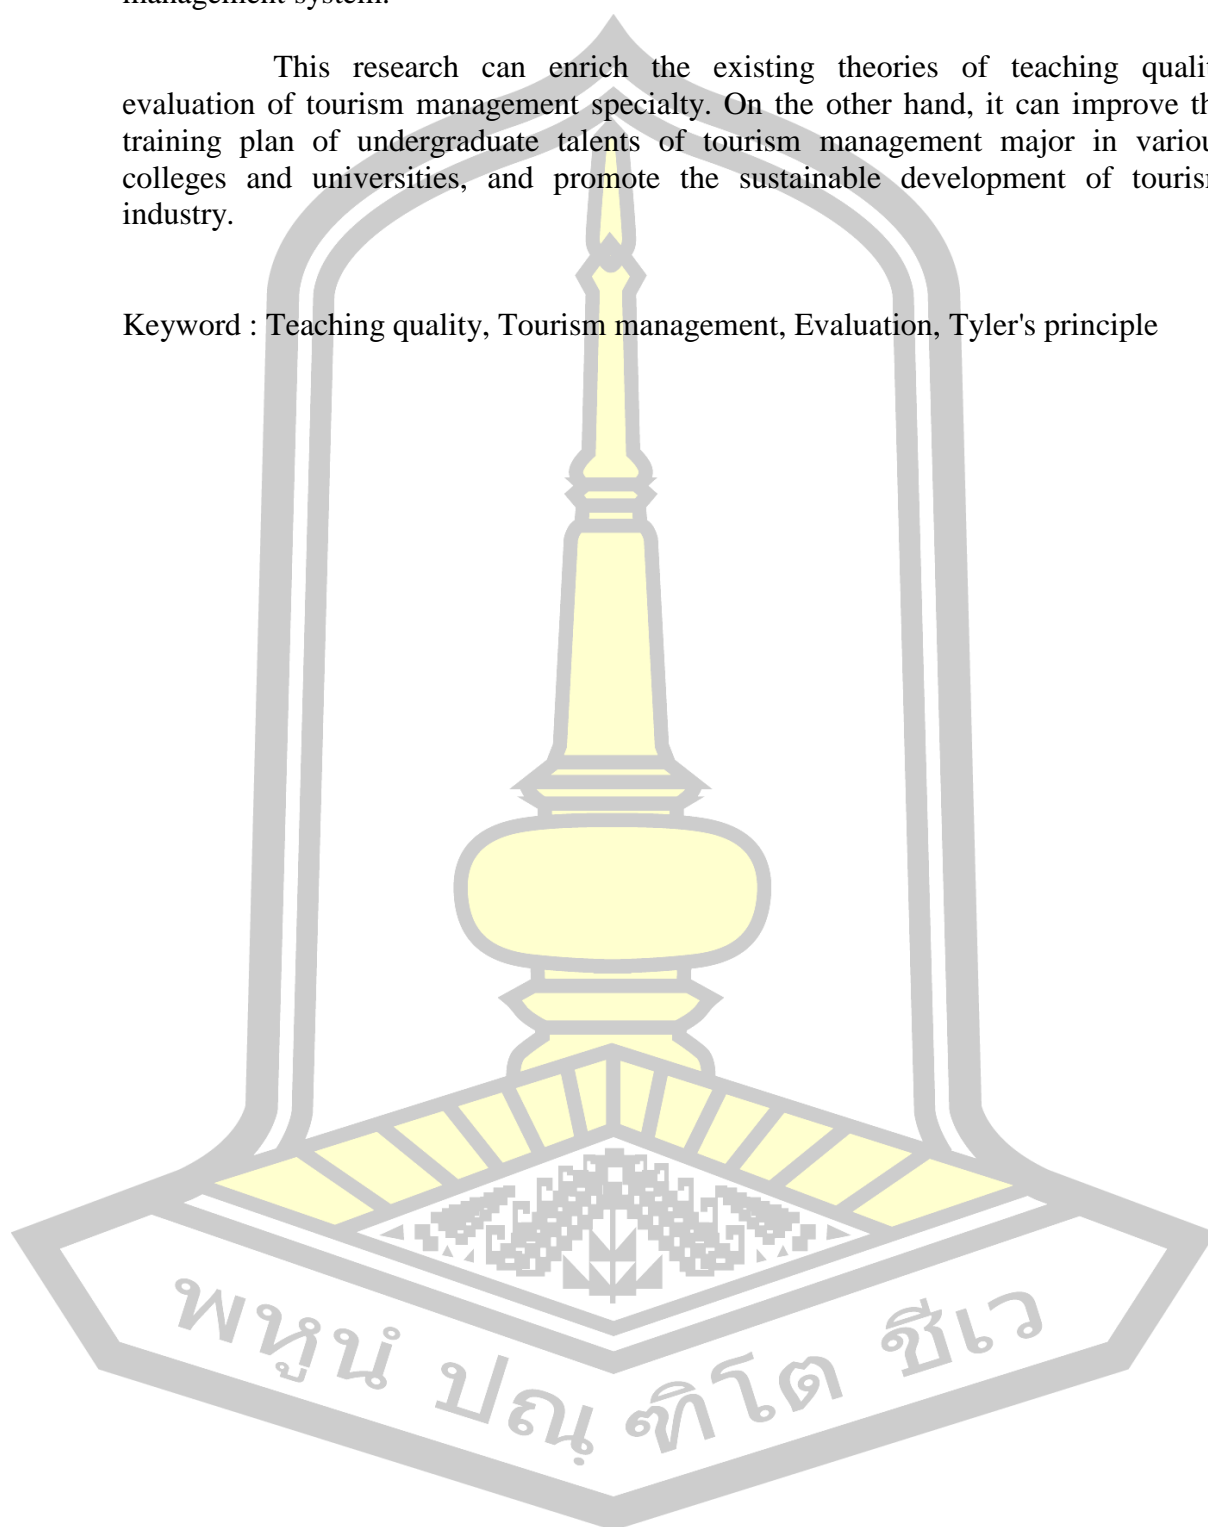 management system.
This research can enrich the existing theories of teaching qualit
evaluation of tourism management specialty. On the other hand, it can improve th
training plan of undergraduate talents of tourism management major in variou
colleges and universities, and promote the sustainable development of touris
industry.
Keyword : Teaching quality, Tourism management, Evaluation, Tyler's principle
พหูนํ ปณฺฑิโต ชีเว